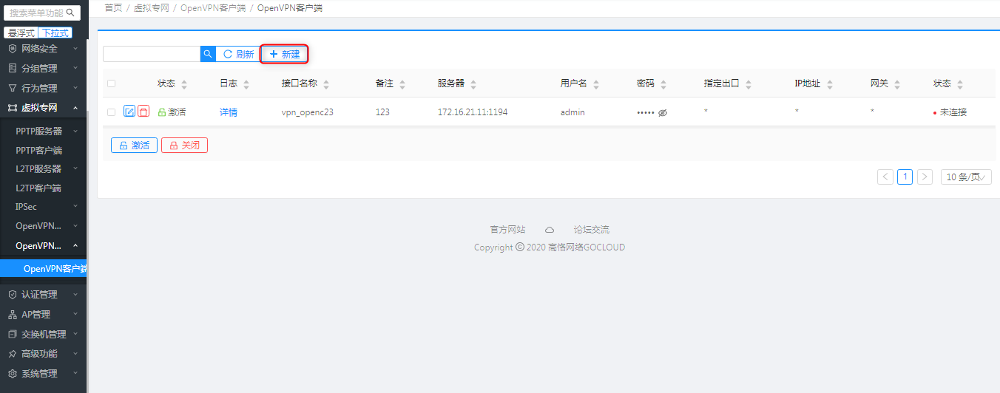 搜索菜单功能
悬浮式 下拉式
网络安全
分组管理
行为管理
虚拟专网
PPTP服务器
PPTP客户端
L2TP服务器
L2TP客户端
IPSec
OpenVPN...
OpenVPN...
OpenVPN客户端
认证管理
AP管理
交换机管理
高级功能
系统管理
首页 / 虚拟专网 / OpenVPN客户端 / OpenVPN客户端
刷新 新建
状态 日志 接口名称 备注 服务器 用户名 密码 指定出口 IP地址 网关 状态
激活 详情 vpn_openc23 123 172.16.21.11:1194 admin ••••• * * * 未连接
激活 关闭
< 1 > 10 条/页
官方网站 论坛交流
Copyright © 2020 高恪网络GOCLOUD